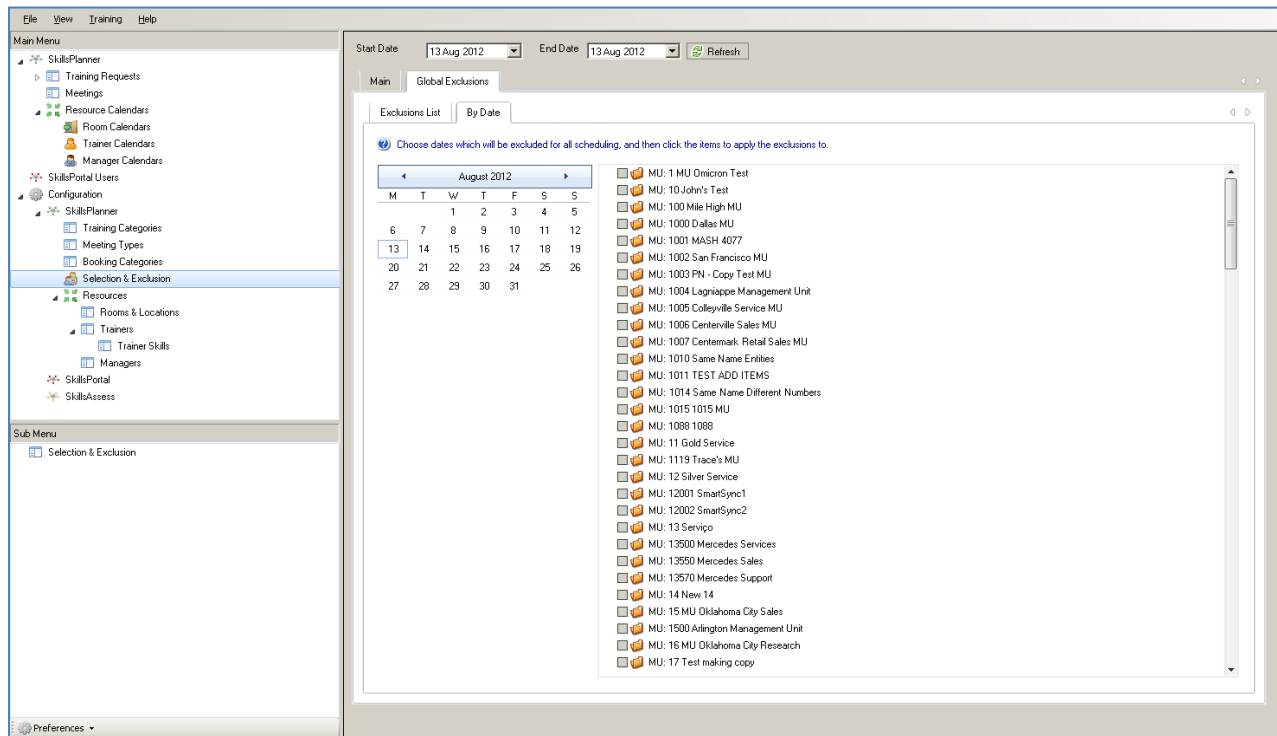 File View Training Help
Main Menu
SkillsPlanner
Training Requests
Meetings
Resource Calendars
Room Calendars
Trainer Calendars
Manager Calendars
SkillsPortal Users
Configuration
SkillsPlanner
Training Categories
Meeting Types
Booking Categories
Selection & Exclusion
Resources
Rooms & Locations
Trainers
Trainer Skills
Managers
SkillsPortal
SkillsAssess
Sub Menu
Selection & Exclusion
Preferences
Start Date 13 Aug 2012 End Date 13 Aug 2012 Refresh
Main Global Exclusions
Exclusions List By Date
Choose dates which will be excluded for all scheduling, and then click the items to apply the exclusions to.
August 2012
M T W T F S S
1 2 3 4 5
6 7 8 9 10 11 12
13 14 15 16 17 18 19
20 21 22 23 24 25 26
27 28 29 30 31
MU: 1 MU Omicron Test
MU: 10 John's Test
MU: 100 Mile High MU
MU: 1000 Dallas MU
MU: 1001 MASH 4077
MU: 1002 San Francisco MU
MU: 1003 PN - Copy Test MU
MU: 1004 Lagniappe Management Unit
MU: 1005 Colleyville Service MU
MU: 1006 Centerville Sales MU
MU: 1007 Centermark Retail Sales MU
MU: 1010 Same Name Entities
MU: 1011 TEST ADD ITEMS
MU: 1014 Same Name Different Numbers
MU: 1015 1015 MU
MU: 1088 1088
MU: 11 Gold Service
MU: 1119 Trace's MU
MU: 12 Silver Service
MU: 12001 SmartSync1
MU: 12002 SmartSync2
MU: 13 Serviço
MU: 13500 Mercedes Services
MU: 13550 Mercedes Sales
MU: 13570 Mercedes Support
MU: 14 New 14
MU: 15 MU Oklahoma City Sales
MU: 1500 Arlington Management Unit
MU: 16 MU Oklahoma City Research
MU: 17 Test making copy